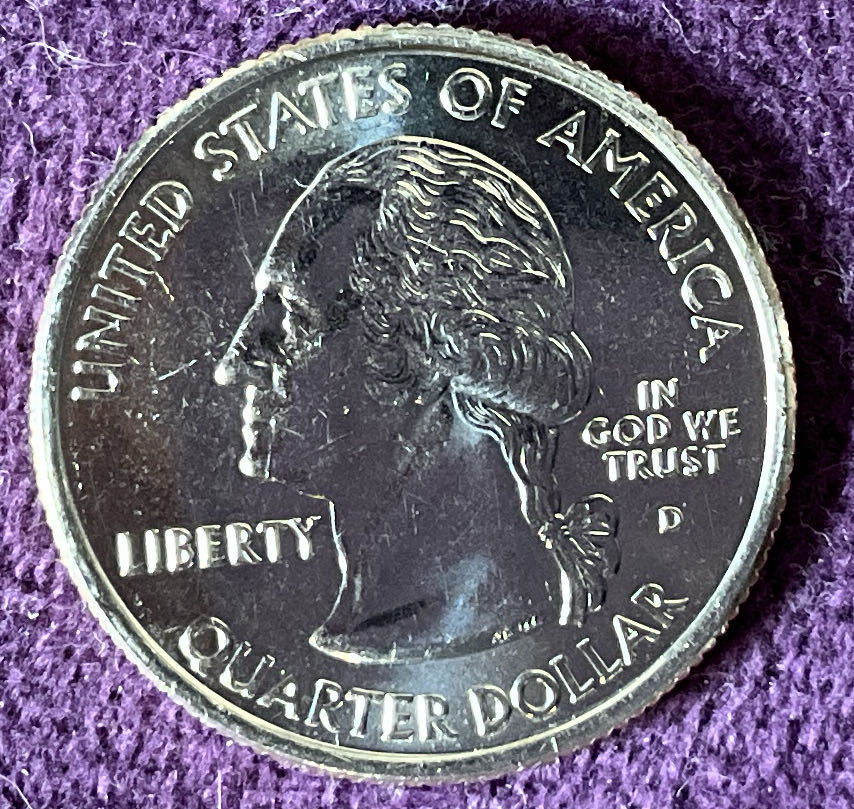 UNITED STATES OF AMERICA
IN
GOD WE
TRUST
D
LIBERTY
QUARTER DOLLAR